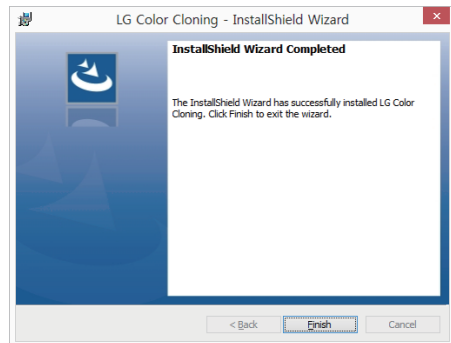 LG Color Cloning - InstallShield Wizard
InstallShield Wizard Completed
The InstallShield Wizard has successfully installed LG Color
Cloning. Click Finish to exit the wizard.
< Back Finish Cancel